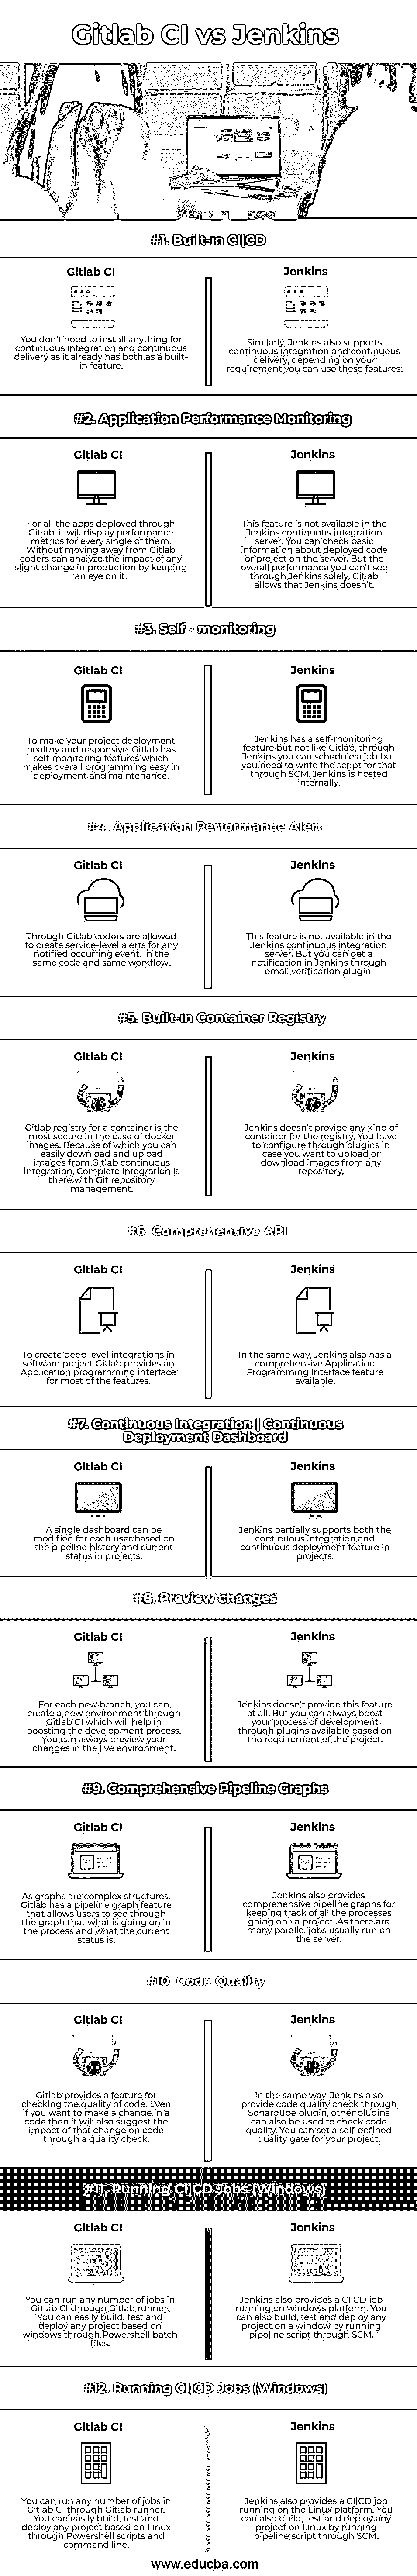 Gitlab CI vs Jenkins
#1. Built-in CI|CD
Gitlab CI
You don't need to install anything for
continuous integration and continuous
delivery as it already has both as a built-
in feature.
Jenkins
Similarly, Jenkins also supports
continuous integration and continuous
delivery, depending on your
requirement you can use these features.
#2. Application Performance Monitoring
Gitlab CI
For all the apps deployed through
Gitlab, it will display performance
metrics for every single of them.
Without moving away from Gitlab
coders can analyze the impact of any
slight change in production by keeping
an eye on it.
Jenkins
This feature is not available in the
Jenkins continuous integration
server. You can check basic
information about deployed code
or project on the server. But the
overall performance you can't see
through Jenkins solely, Gitlab
allows that Jenkins doesn't.
#3. Self - monitoring
Gitlab CI
To make your project deployment
healthy and responsive, Gitlab has
self-monitoring features which
makes overall programming easy in
deployment and maintenance.
Jenkins
Jenkins has a self-monitoring
feature but not like Gitlab, through
Jenkins you can schedule a job but
you need to write the script for that
through SCM. Jenkins is hosted
internally.
#4. Application Performance Alert
Gitlab CI
Through Gitlab coders are allowed
to create service-level alerts for any
notified occurring event. In the
same code and same workflow.
Jenkins
This feature is not available in the
Jenkins continuous integration
server. But you can get a
notification in Jenkins through
email verification plugin.
#5. Built-in Container Registry
Gitlab CI
Gitlab registry for a container is the
most secure in the case of docker
images. Because of which you can
easily download and upload
images from Gitlab continuous
integration. Complete integration is
there with Git repository
management.
Jenkins
Jenkins doesn't provide any kind of
container for the registry. You have
to configure through plugins in
case you want to upload or
download images from any
repository.
#6. Comprehensive API
Gitlab CI
To create deep level integrations in
software project Gitlab provides an
Application programming interface
for most of the features.
Jenkins
In the same way, Jenkins also has a
comprehensive Application
Programming interface feature
available.
#7. Continuous Integration | Continuous
Deployment Dashboard
Gitlab CI
A single dashboard can be
modified for each user based on
the pipeline history and current
status in projects.
Jenkins
Jenkins partially supports both the
continuous integration and
continuous deployment feature in
projects.
#8. Preview changes
Gitlab CI
For each new branch, you can
create a new environment through
Gitlab CI which will help in
boosting the development process.
You can always preview your
changes in the live environment.
Jenkins
Jenkins doesn't provide this feature
at all. But you can always boost
your process of development
through plugins available based on
the requirement of the project.
#9. Comprehensive Pipeline Graphs
Gitlab CI
As graphs are complex structures.
Gitlab has a pipeline graph feature
that allows users to see through
the graph that what is going on in
the process and what the current
status is.
Jenkins
Jenkins also provides
comprehensive pipeline graphs for
keeping track of all the processes
going on i a project. As there are
many parallel jobs usually run on
the server.
#10. Code Quality
Gitlab CI
Gitlab provides a feature for
checking the quality of code. Even
if you want to make a change in a
code then it will also suggest the
impact of that change on code
through a quality check.
Jenkins
In the same way, Jenkins also
provide code quality check through
Sonarqube plugin, other plugins
can also be used to check code
quality. You can set a self-defined
quality gate for your project.
#11. Running CI|CD Jobs (Windows)
Gitlab CI
You can run any number of jobs in
Gitlab CI through Gitlab runner.
You can easily build, test and
deploy any project based on
windows through Powershell batch
files.
Jenkins
Jenkins also provides a CI|CD job
running on windows platform. You
can also build, test and deploy any
project on a window by running
pipeline script through SCM.
#12. Running CI|CD Jobs (Windows)
Gitlab CI
You can run any number of jobs in
Gitlab CI through Gitlab runner.
You can easily build, test and
deploy any project based on Linux
through Powershell scripts and
command line.
Jenkins
Jenkins also provides a CI|CD job
running on the Linux platform. You
can also build, test and deploy any
project on Linux by running
pipeline script through SCM.
www.educba.com